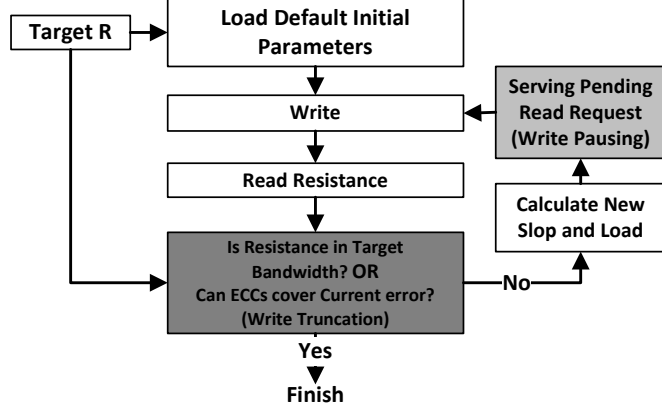 Target R
Load Default Initial
Parameters
Write
Read Resistance
Serving Pending
Read Request
(Write Pausing)
Calculate New
Slop and Load
Is Resistance in Target
Bandwidth? OR
Can ECCs cover Current error?
(Write Truncation)
No
Yes
Finish